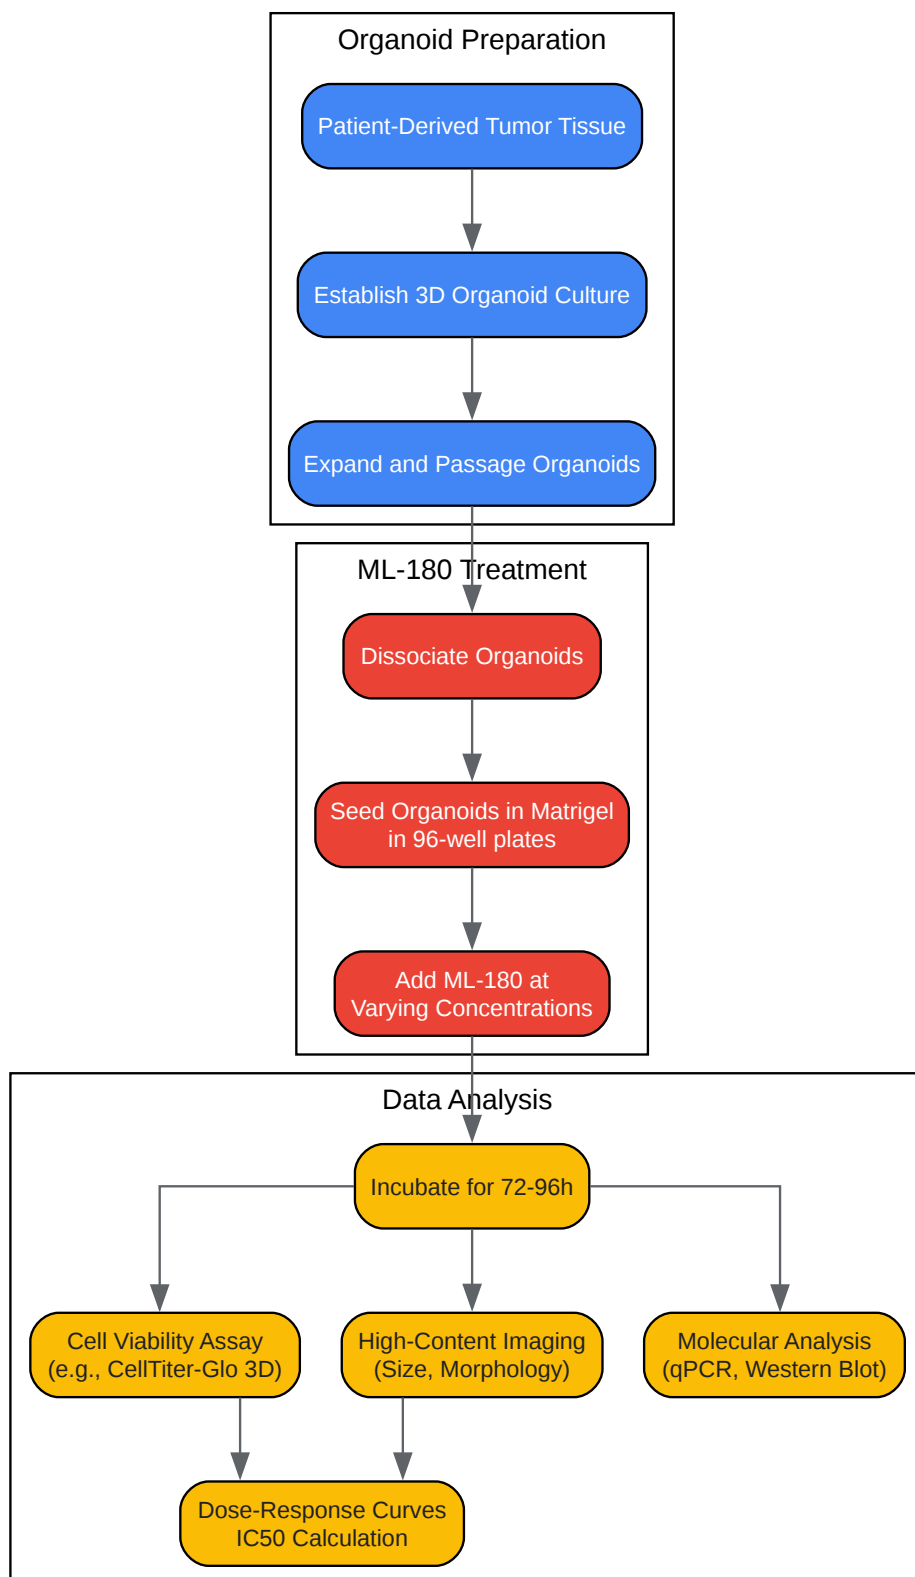 Organoid Preparation
Patient-Derived Tumor Tissue
Establish 3D Organoid Culture
Expand and Passage Organoids
ML-180 Treatment
Dissociate Organoids
Seed Organoids in Matrigel
in 96-well plates
Add ML-180 at
Varying Concentrations
Data Analysis
Incubate for 72-96h
Cell Viability Assay
(e.g., CellTiter-Glo 3D)
High-Content Imaging
(Size, Morphology)
Molecular Analysis
(qPCR, Western Blot)
Dose-Response Curves
IC50 Calculation